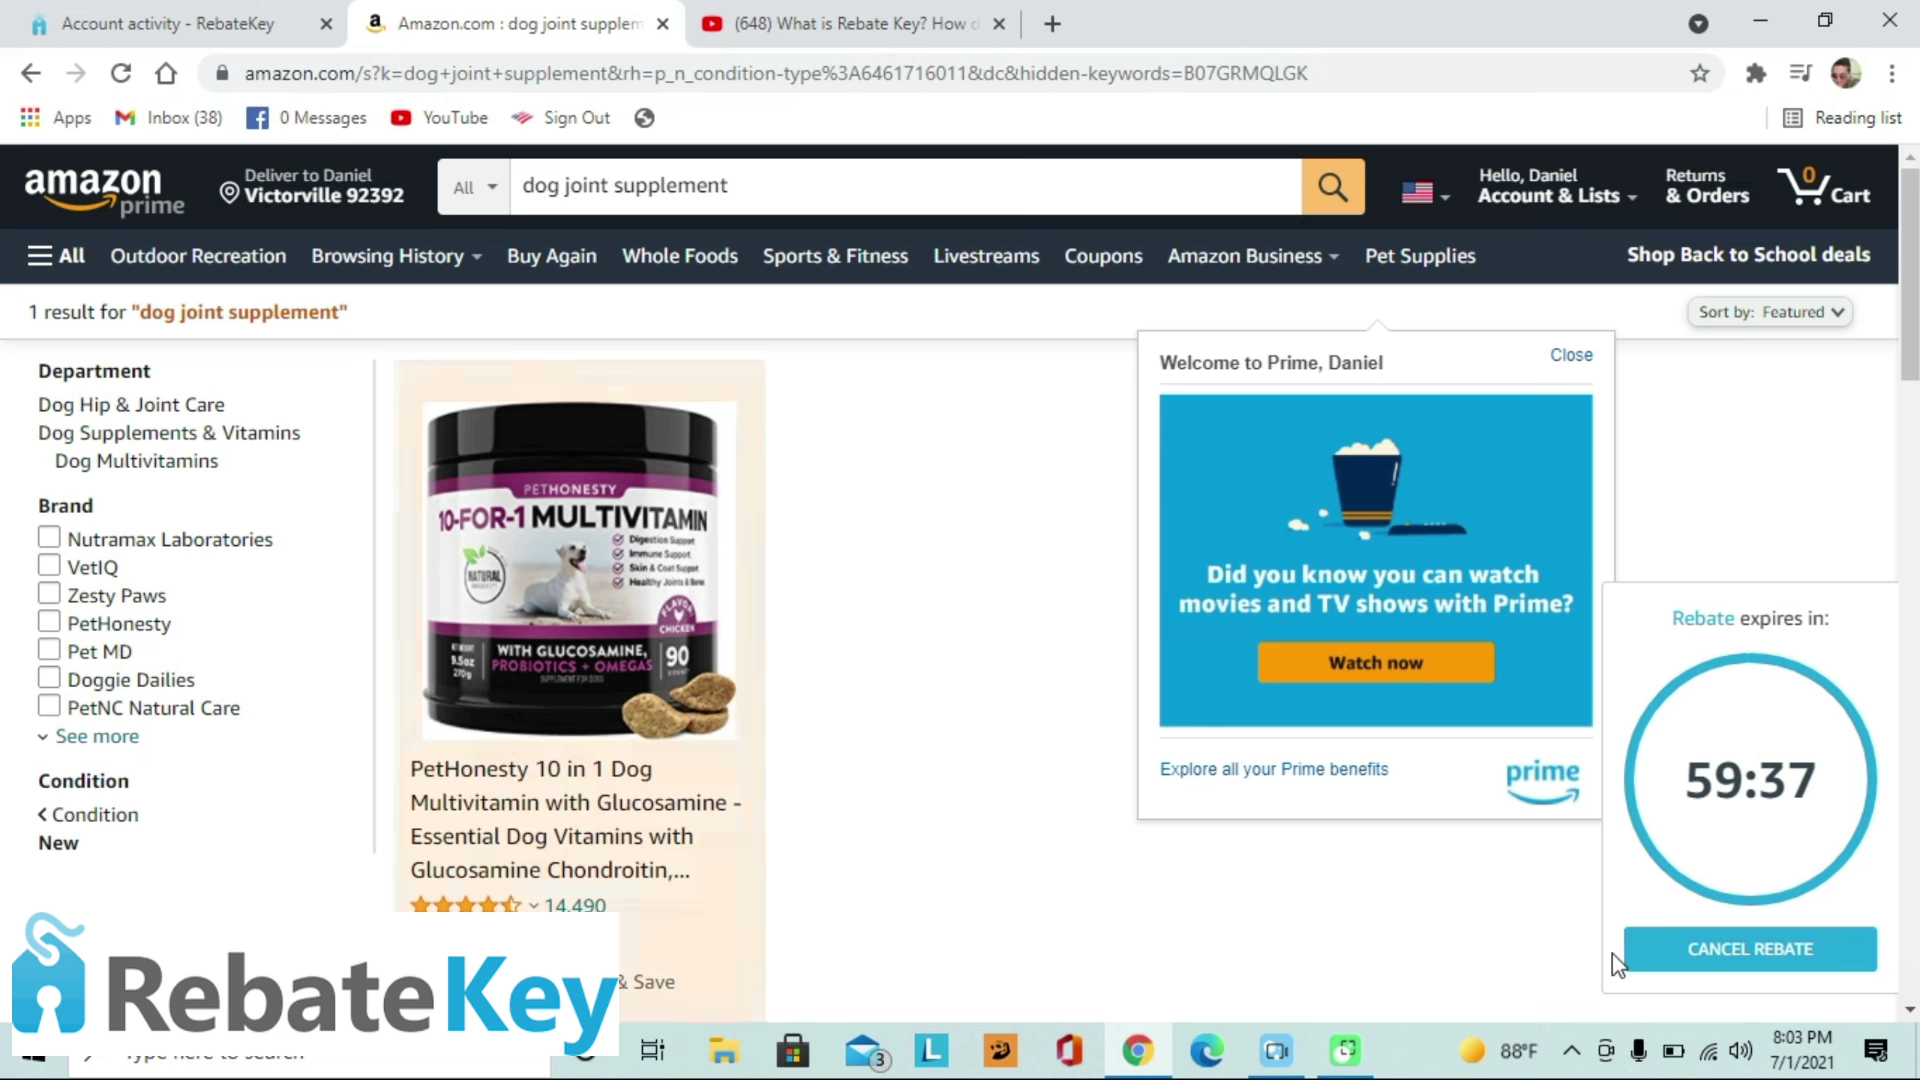 Account activity - RebateKey
Amazon.com : dog joint supplem
(648) What is Rebate Key? How d
amazon.com/s?k=dog+joint+supplement&rh=p_n_condition-type%3A6461716011&dc&hidden-keywords=B07GRMQLGK
Apps
Inbox (38)
0 Messages
YouTube
Sign Out
Reading list
amazon prime
Deliver to Daniel
Victorville 92392
All
dog joint supplement
Hello, Daniel
Account & Lists
Returns
& Orders
0
Cart
All
Outdoor Recreation
Browsing History
Buy Again
Whole Foods
Sports & Fitness
Livestreams
Coupons
Amazon Business
Pet Supplies
Shop Back to School deals
1 result for "dog joint supplement"
Sort by: Featured
Department
Dog Hip & Joint Care
Dog Supplements & Vitamins
Dog Multivitamins
Brand
Nutramax Laboratories
VetIQ
Zesty Paws
PetHonesty
Pet MD
Doggie Dailies
PetNC Natural Care
See more
Condition
Condition
New
PETHONESTY
10-FOR-1 MULTIVITAMIN
Digestion Support
Immune Support
Skin & Coat Support
Healthy Joints & Bones
NATURAL
FLAVOR
CHICKEN
NET WEIGHT
9.5oz
270g
WITH GLUCOSAMINE,
PROBIOTICS + OMEGAS
SUPPLEMENT FOR DOGS
90
PetHonesty 10 in 1 Dog
Multivitamin with Glucosamine -
Essential Dog Vitamins with
Glucosamine Chondroitin,...
14,490
& Save
Welcome to Prime, Daniel
Close
Did you know you can watch
movies and TV shows with Prime?
Watch now
Explore all your Prime benefits
prime
Rebate expires in:
59:37
CANCEL REBATE
RebateKey
3
88°F
8:03 PM
7/1/2021